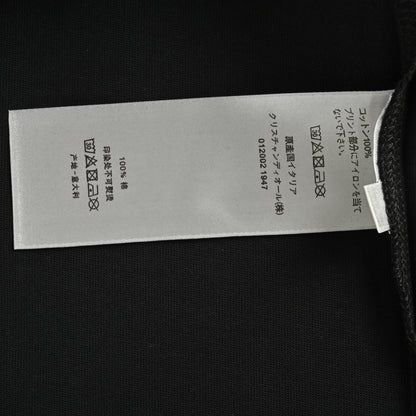 コットン100%
プリント部分にアイロンを当て
ないで下さい
原産国イタリア
クリスチャンディオール(株)
012002 1947
100% 棉
印染处不可熨烫
产地 - 意大利